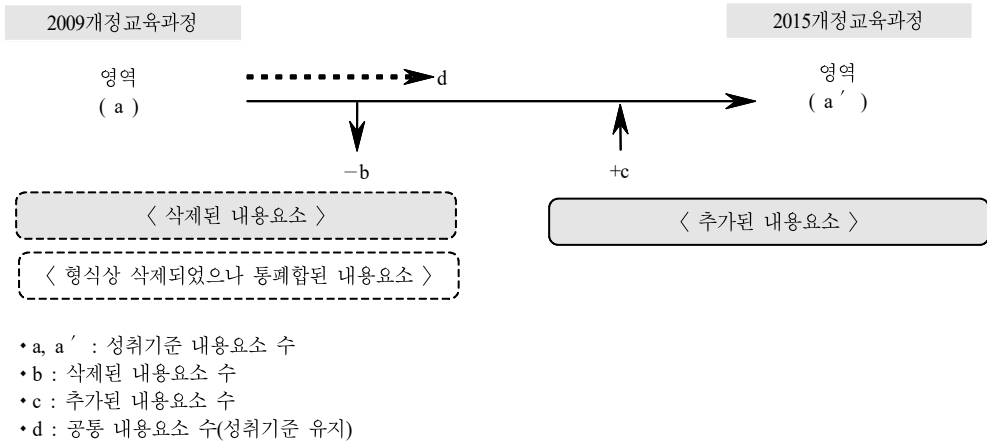 2009개정교육과정
2015개정교육과정
영역
( a )
d
영역
( a′ )
−b
+c
〈 삭제된 내용요소 〉
〈 추가된 내용요소 〉
〈 형식상 삭제되었으나 통폐합된 내용요소 〉
• a, a′ : 성취기준 내용요소 수
• b : 삭제된 내용요소 수
• c : 추가된 내용요소 수
• d : 공통 내용요소 수(성취기준 유지)